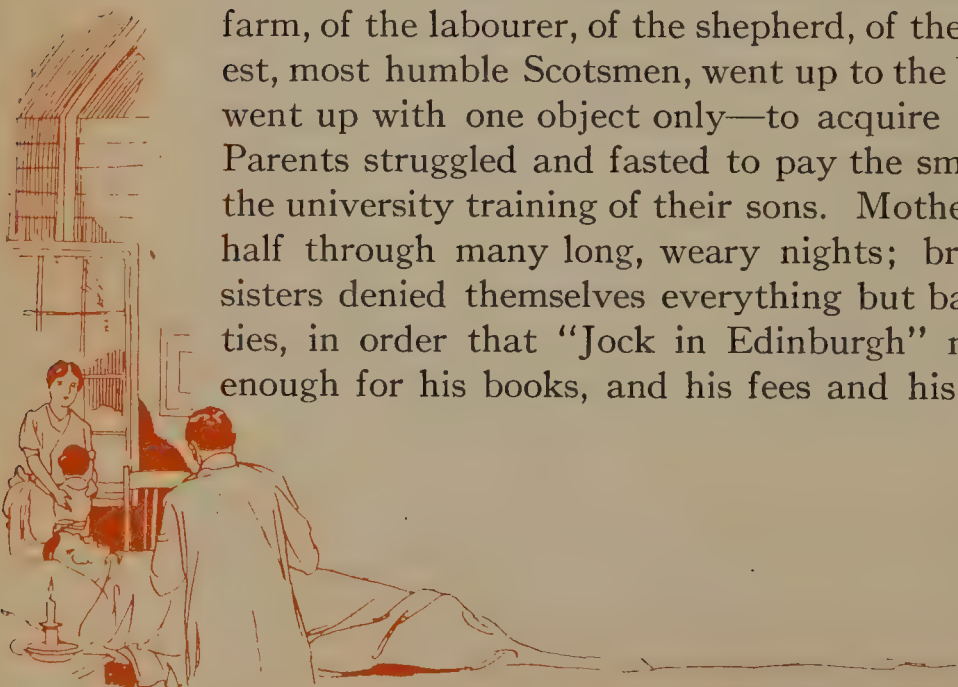 farm, of the labourer, of the shepherd, of the
est, most humble Scotsmen, went up to the
went up with one object only—to acquire
Parents struggled and fasted to pay the sm
the university training of their sons. Mothe
half through many long, weary nights; br
sisters denied themselves everything but ba
ties, in order that “Jock in Edinburgh” m
enough for his books, and his fees and his